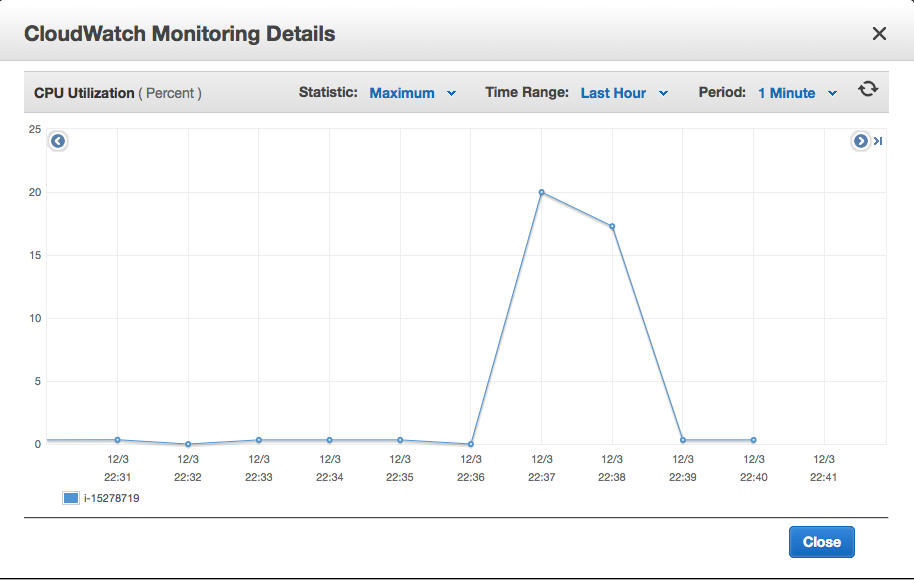 CloudWatch Monitoring Details
CPU Utilization ( Percent ) Statistic: Maximum Time Range: Last Hour Period: 1 Minute
25
20
15
10
5
0
12/3 12/3 12/3 12/3 12/3 12/3 12/3 12/3 12/3 12/3 12/3
22:31 22:32 22:33 22:34 22:35 22:36 22:37 22:38 22:39 22:40 22:41
i-15278719
Close